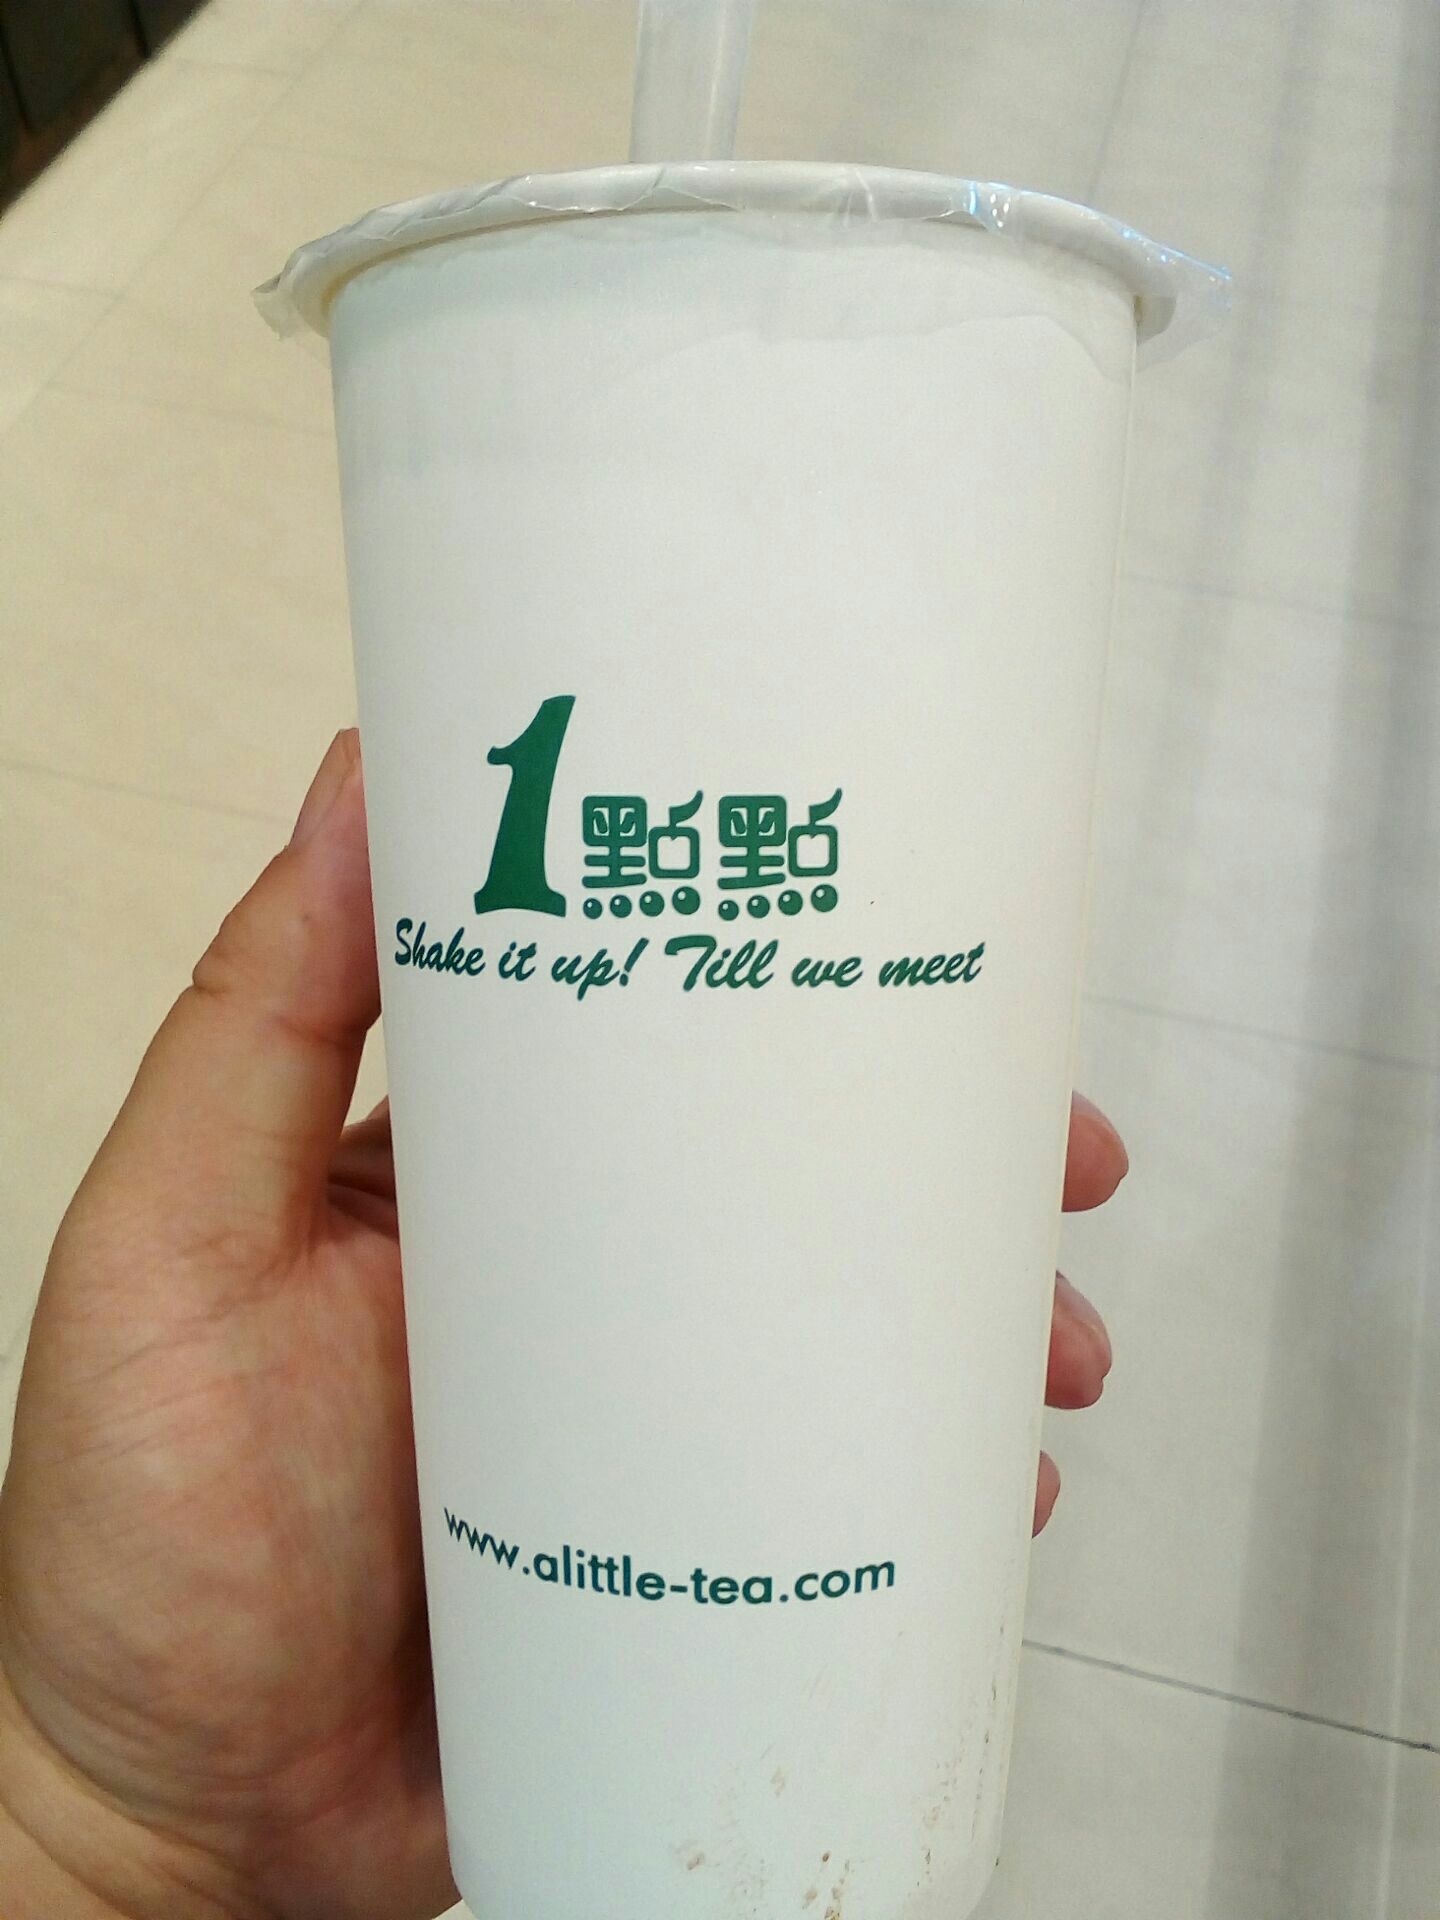 1點點
Shake it up! Till we meet
www.alittle-tea.com